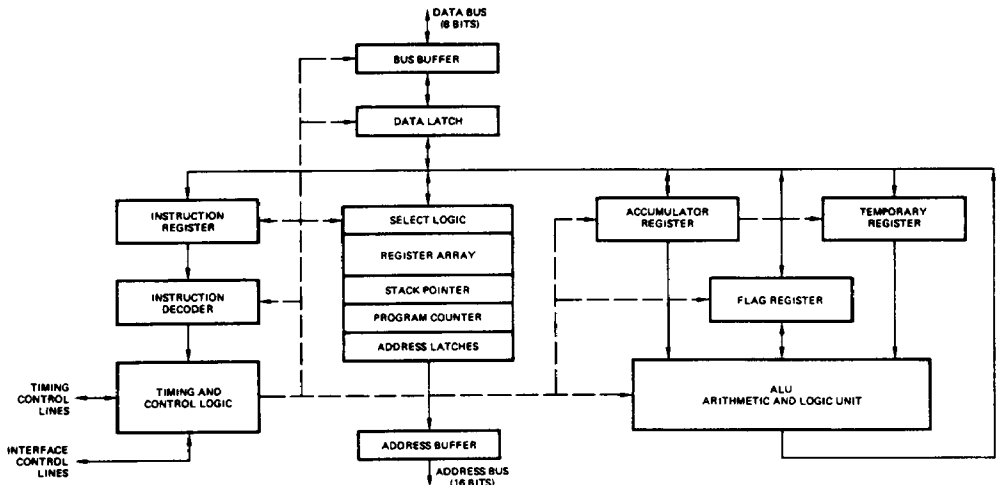 DATA BUS
(8 BITS)
BUS BUFFER
DATA LATCH
INSTRUCTION
REGISTER
SELECT LOGIC
REGISTER ARRAY
STACK POINTER
PROGRAM COUNTER
ADDRESS LATCHES
ACCUMULATOR
REGISTER
TEMPORARY
REGISTER
INSTRUCTION
DECODER
FLAG REGISTER
TIMING
CONTROL
LINES
TIMING AND
CONTROL LOGIC
ALU
ARITHMETIC AND LOGIC UNIT
INTERFACE
CONTROL
LINES
ADDRESS BUFFER
ADDRESS BUS
(16 BITS)